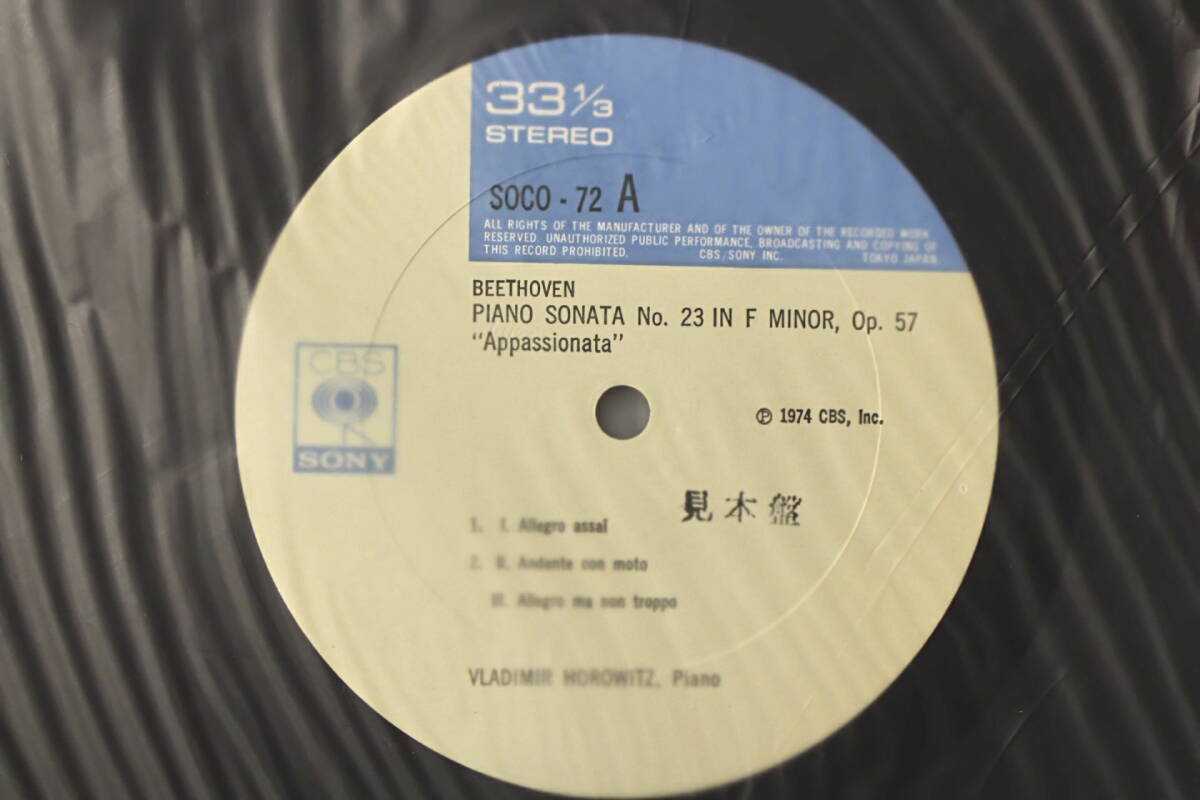 33 1/3
STEREO
SOCO - 72 A
ALL RIGHTS OF THE MANUFACTURER AND OF THE OWNER OF THE RECORDED WORK
RESERVED. UNAUTHORIZED PUBLIC PERFORMANCE, BROADCASTING AND COPYING OF
THIS RECORD PROHIBITED. CBS/SONY INC. TOKYO JAPAN
BEETHOVEN
PIANO SONATA No. 23 IN F MINOR, Op. 57
"Appassionata"
CBS
SONY
℗ 1974 CBS, Inc.
見本盤
1. I. Allegro assai
2. II. Andante con moto
III. Allegro ma non troppo
VLADIMIR HOROWITZ, Piano